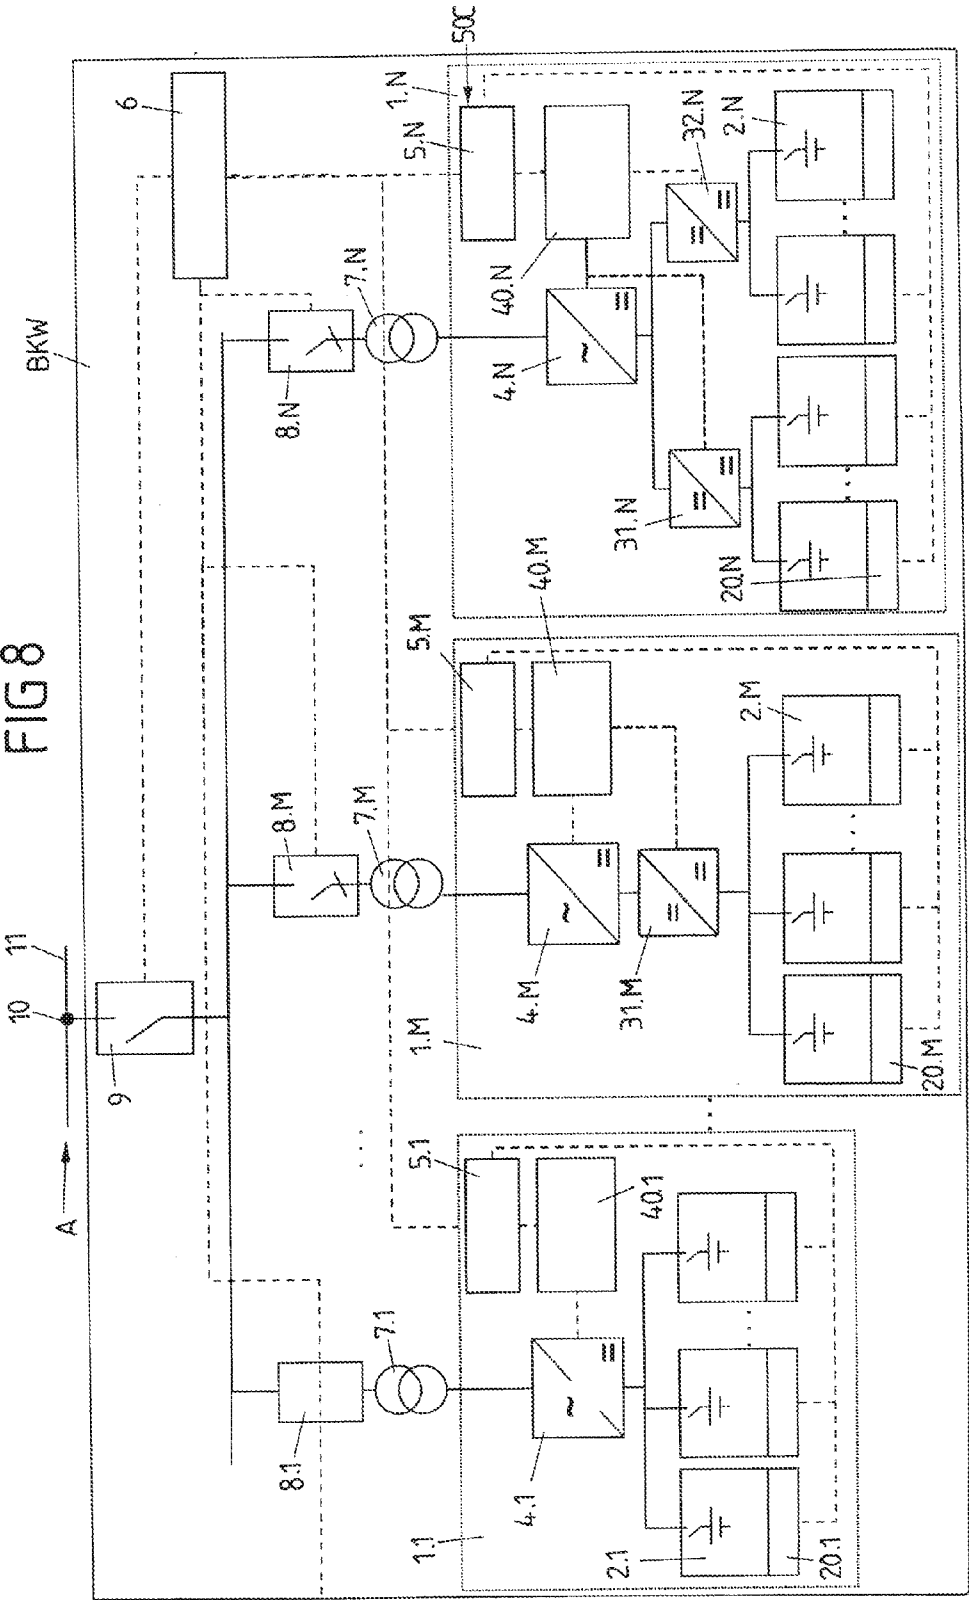 FIG 8
A
10
11
BKW
9
6
8.1
8.M
8.N
7.1
7.M
7.N
1.1
5.1
1.M
5.M
5.N
1.N
50C
4.1
40.1
4.M
40.M
4.N
40.N
31.M
31.N
32.N
2.1
20.1
2.M
20.M
20.N
2.N
~
=
~
=
~
=
=
=
=
=
=
=